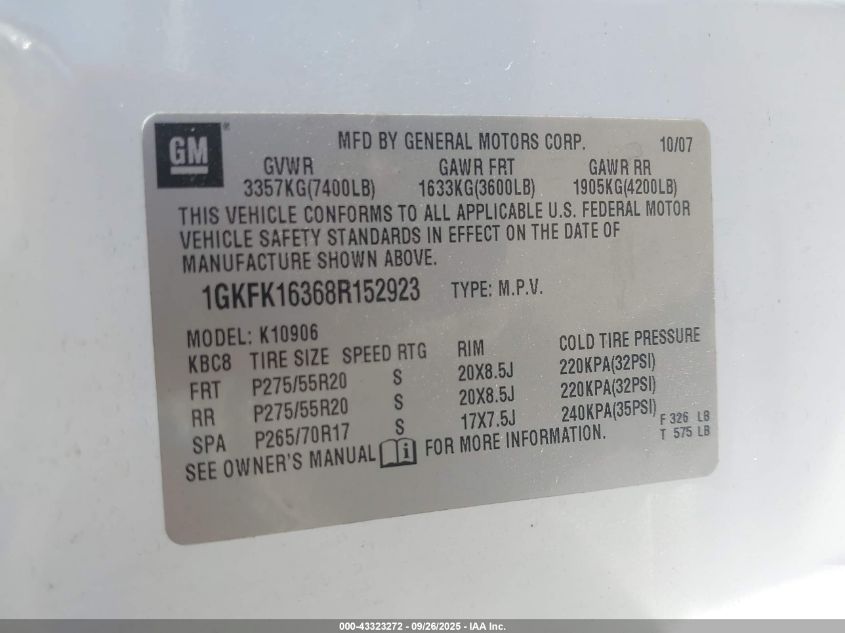 GM ®
MFD BY GENERAL MOTORS CORP. 10/07
GVWR GAWR FRT GAWR RR
3357KG(7400LB) 1633KG(3600LB) 1905KG(4200LB)
THIS VEHICLE CONFORMS TO ALL APPLICABLE U.S. FEDERAL MOTOR
VEHICLE SAFETY STANDARDS IN EFFECT ON THE DATE OF
MANUFACTURE SHOWN ABOVE.
1GKFK16368R152923 TYPE: M.P.V.
MODEL: K10906
KBC8 TIRE SIZE SPEED RTG RIM COLD TIRE PRESSURE
FRT P275/55R20 S 20X8.5J 220KPA(32PSI)
RR P275/55R20 S 20X8.5J 220KPA(32PSI)
SPA P265/70R17 S 17X7.5J 240KPA(35PSI)
F 326 LB
T 575 LB
SEE OWNER'S MANUAL FOR MORE INFORMATION.
000-43323272 - 09/26/2025 - IAA Inc.